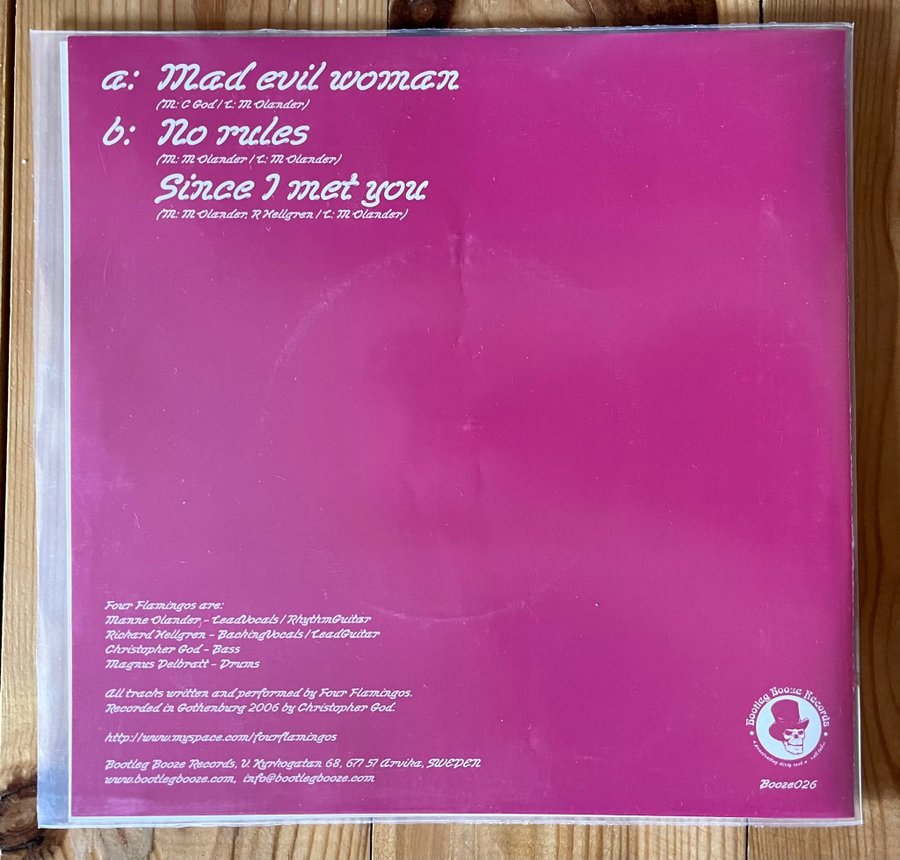 a: Mad evil woman
(M: C God / L: M Olander)
b: No rules
(M: M Olander / L: M Olander)
Since I met you
(M: M Olander, R Hellgren / L: M Olander)
Four Flamingos are:
Manne Olander, - LeadVocals / RhythmGuitar
Richard Hellgren - BackingVocals / LeadGuitar
Christopher God - Bass
Magnus Delbratt - Drums
All tracks written and performed by Four Flamingos.
Recorded in Gothenburg 2006 by Christopher God.
http://www.myspace.com/fourflamingos
Bootleg Booze Records, V. Kyrkogatan 68, 671 51 Arvika, SWEDEN
www.bootlegbooze.com, info@bootlegbooze.com
Bootleg Booze Records
Booze026